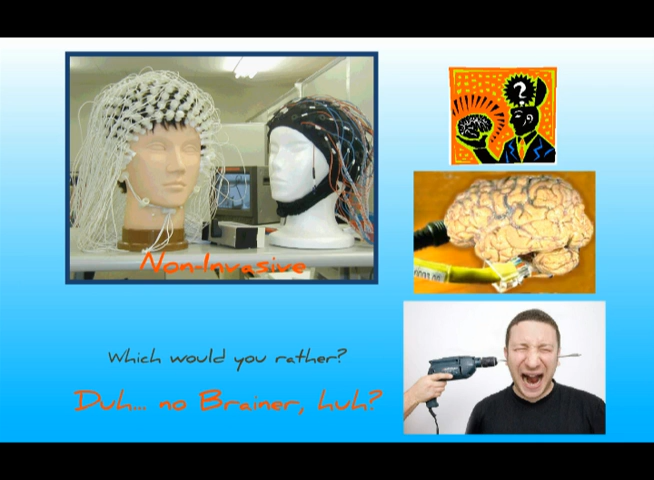 Non-Invasive
?
Which would you rather?
Duh... no Brainer, huh?